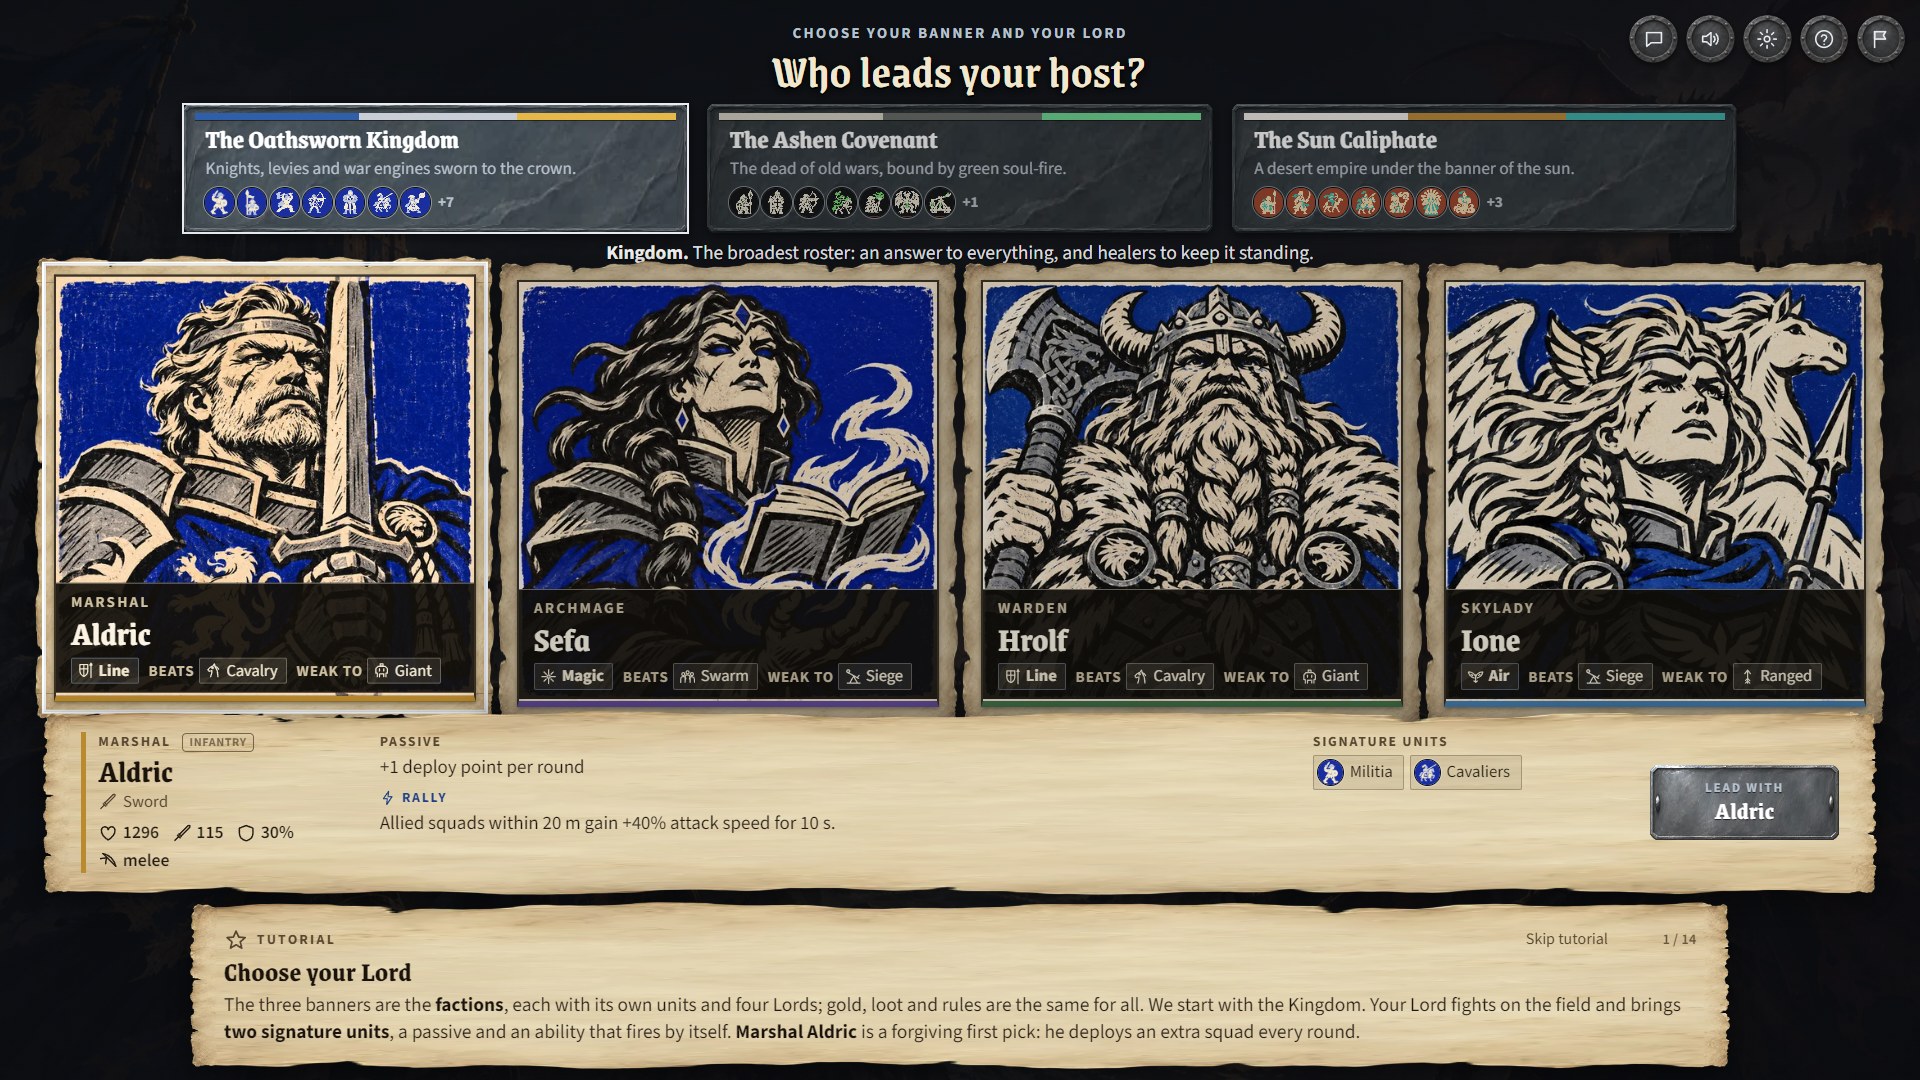 CHOOSE YOUR BANNER AND YOUR LORD
Who leads your host?
The Oathsworn Kingdom
Knights, levies and war engines sworn to the crown.
+7
The Ashen Covenant
The dead of old wars, bound by green soul-fire.
+1
The Sun Caliphate
A desert empire under the banner of the sun.
+3
Kingdom. The broadest roster: an answer to everything, and healers to keep it standing.
MARSHAL
Aldric
Line BEATS Cavalry WEAK TO Giant
ARCHMAGE
Sefa
Magic BEATS Swarm WEAK TO Siege
WARDEN
Hrolf
Line BEATS Cavalry WEAK TO Giant
SKYLADY
Ione
Air BEATS Siege WEAK TO Ranged
MARSHAL INFANTRY
Aldric
Sword
1296 115 30%
melee
PASSIVE
+1 deploy point per round
RALLY
Allied squads within 20 m gain +40% attack speed for 10 s.
SIGNATURE UNITS
Militia Cavaliers
LEAD WITH
Aldric
TUTORIAL
Skip tutorial 1 / 14
Choose your Lord
The three banners are the factions, each with its own units and four Lords; gold, loot and rules are the same for all. We start with the Kingdom. Your Lord fights on the field and brings
two signature units, a passive and an ability that fires by itself. Marshal Aldric is a forgiving first pick: he deploys an extra squad every round.